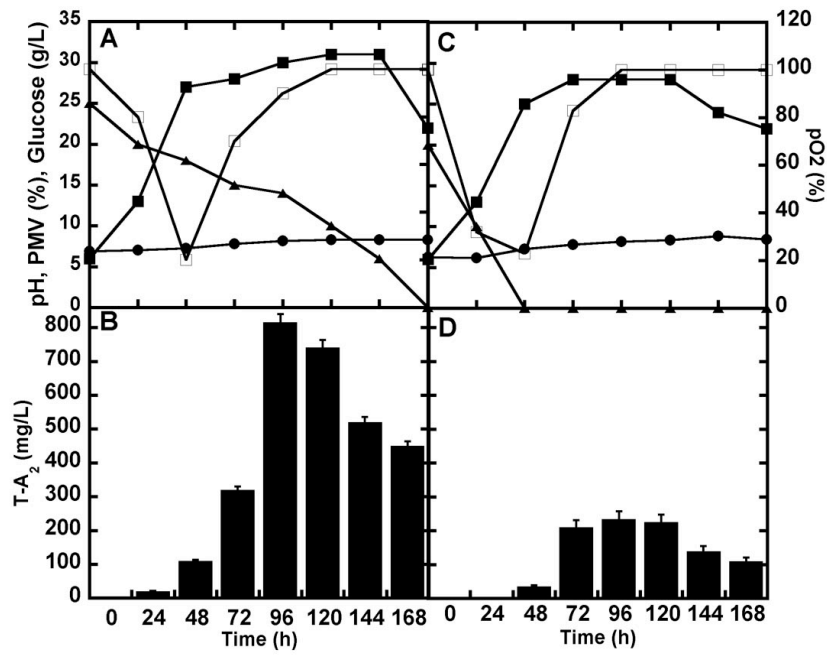 A
C
pH, PMV (%), Glucose (g/L)
35
30
25
20
15
10
5
0
120
100
80
60
40
20
0
pO2 (%)
B
D
T-A2 (mg/L)
800
700
600
500
400
300
200
100
0
0 24 48 72 96 120 144 168
0 24 48 72 96 120 144 168
Time (h)
Time (h)